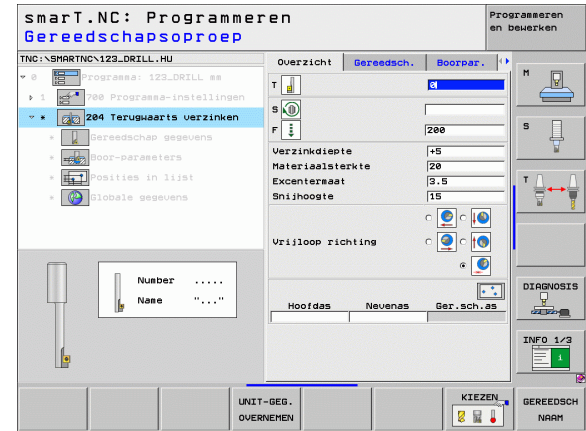 smarT.NC: Programmeren
Gereedschapsoproep
Programmeren
en bewerken
TNC:\SMARTNC\123_DRILL.HU
0 Programma: 123_DRILL mm
1 700 Programma-instellingen
* 204 Terugwaarts verzinken
* Gereedschap gegevens
* Boor-parameters
* Posities in lijst
* Globale gegevens
Overzicht Gereedsch. Boorpar.
T 0
S
F 200
Verzinkdiepte +5
Materiaalsterkte 20
Excentermaat 3.5
Snijhoogte 15
Vrijloop richting
Hoofdas Nevenas Ger.sch.as
Number .....
Name "..."
M
S
T
DIAGNOSIS
INFO 1/3
1
UNIT-GEG.
OVERNEMEN
KIEZEN
GEREEDSCH
NAAM